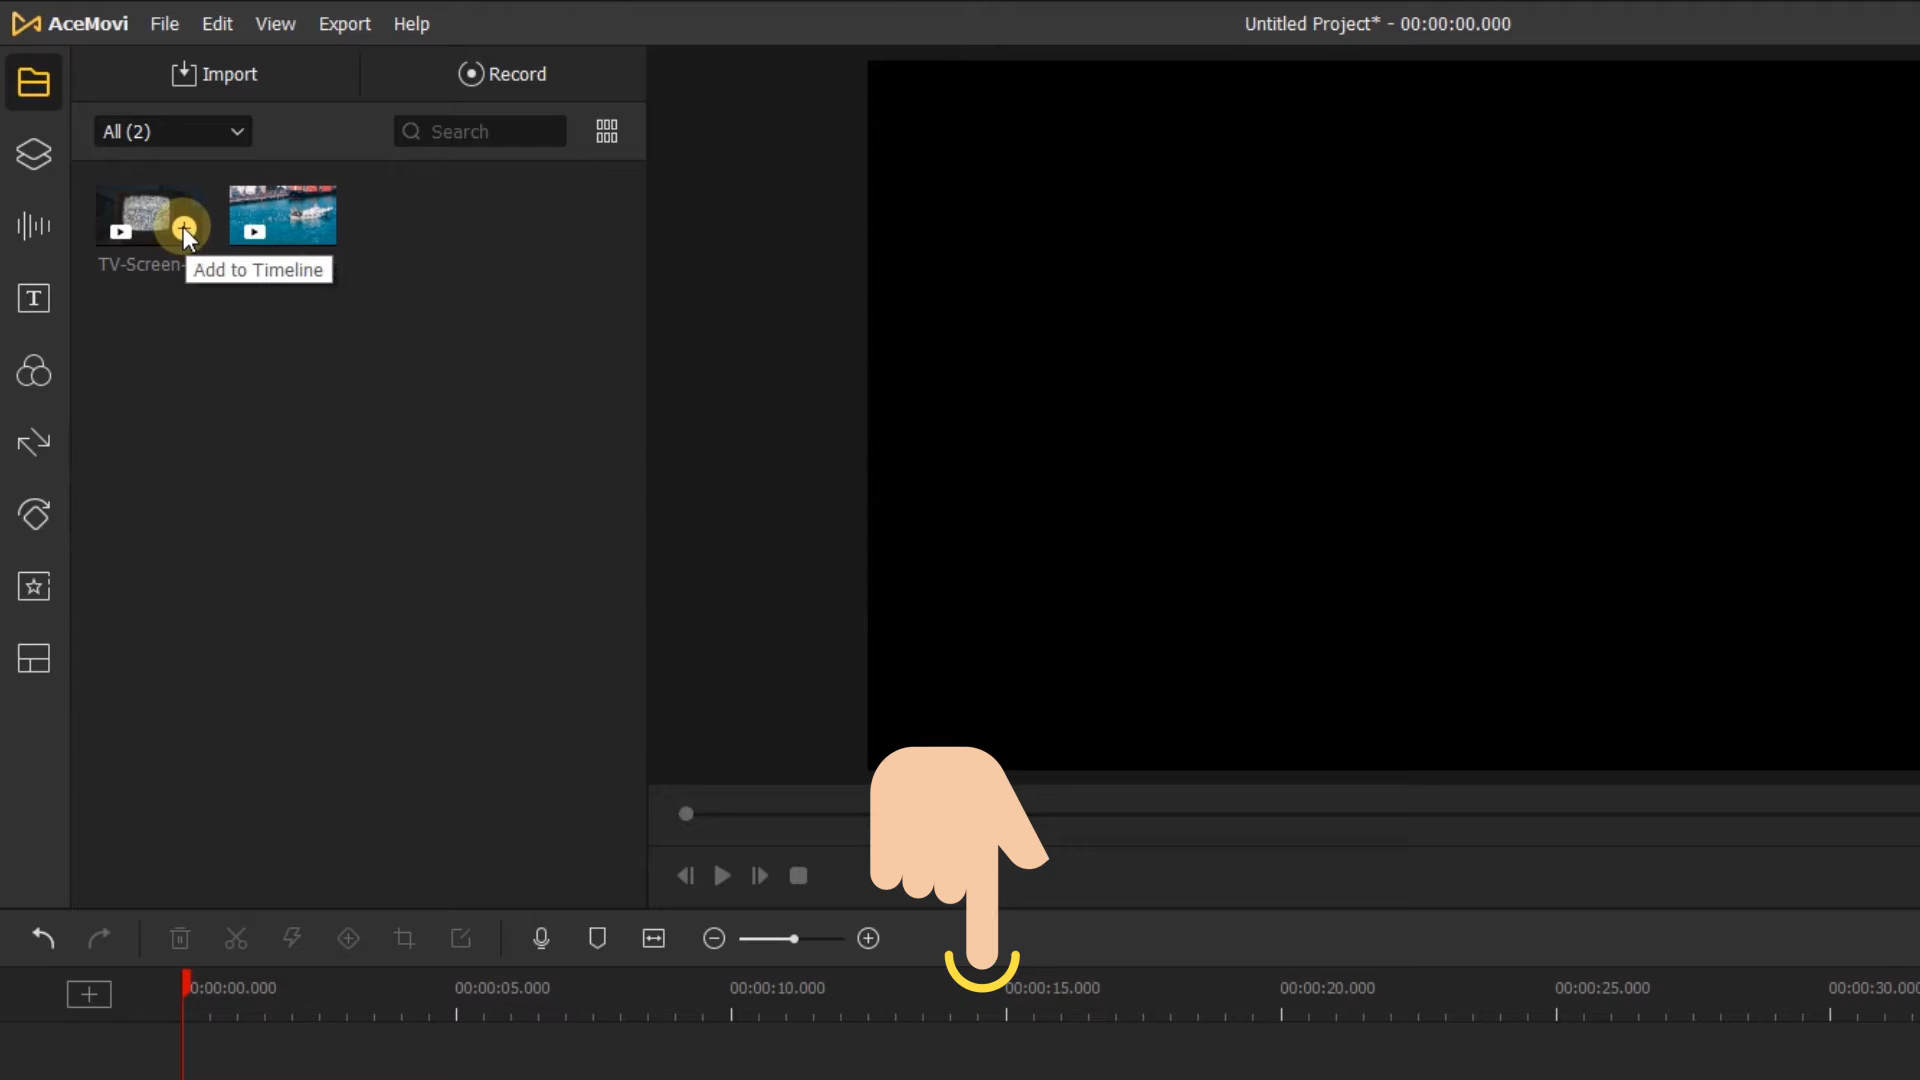 AceMovi File Edit View Export Help Untitled Project* - 00:00:00.000
Import Record
All (2) Search
TV-Screen-
Add to Timeline
T
0:00:00.000 00:00:05.000 00:00:10.000 00:00:15.000 00:00:20.000 00:00:25.000 00:00:30.000